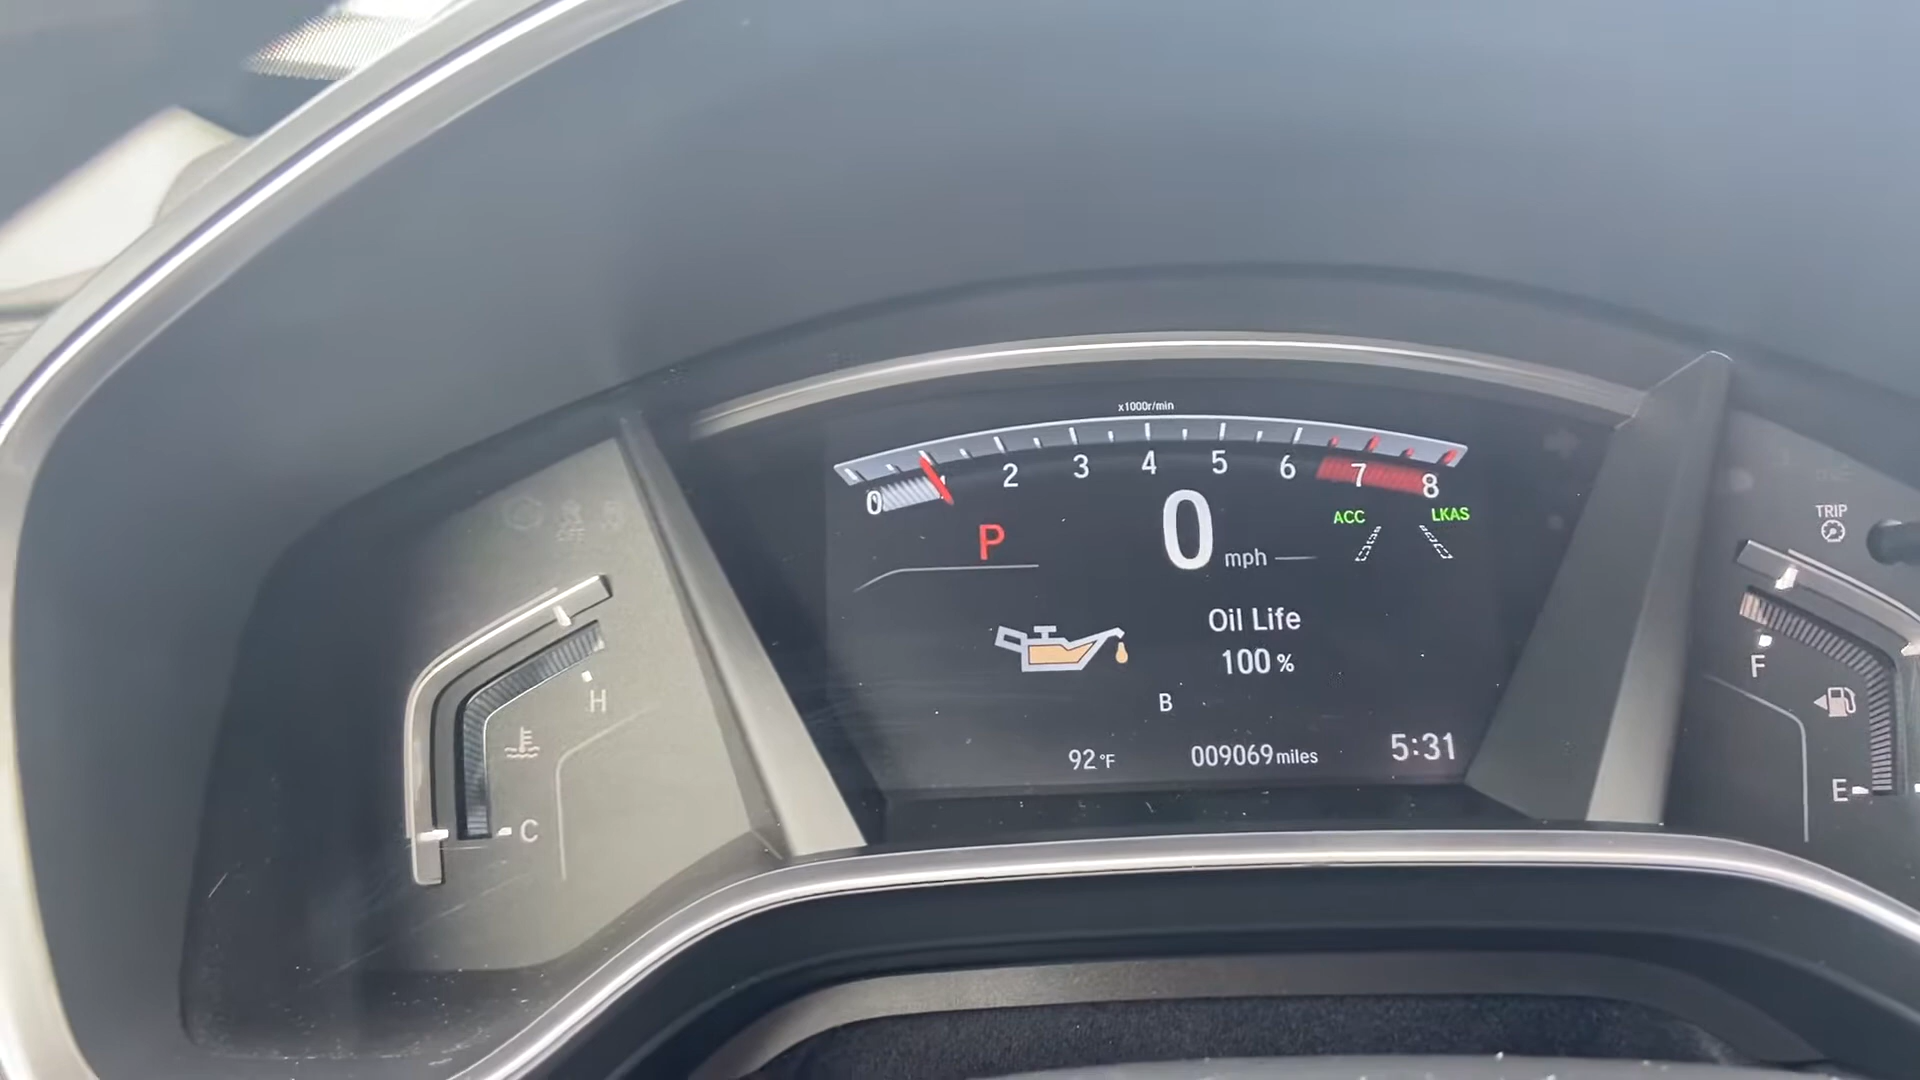 x1000r/min
0 1 2 3 4 5 6 7 8
ACC LKAS
P
0 mph
TRIP
Oil Life
100 %
B
92 °F 009069 miles 5:31
H
C
F
E